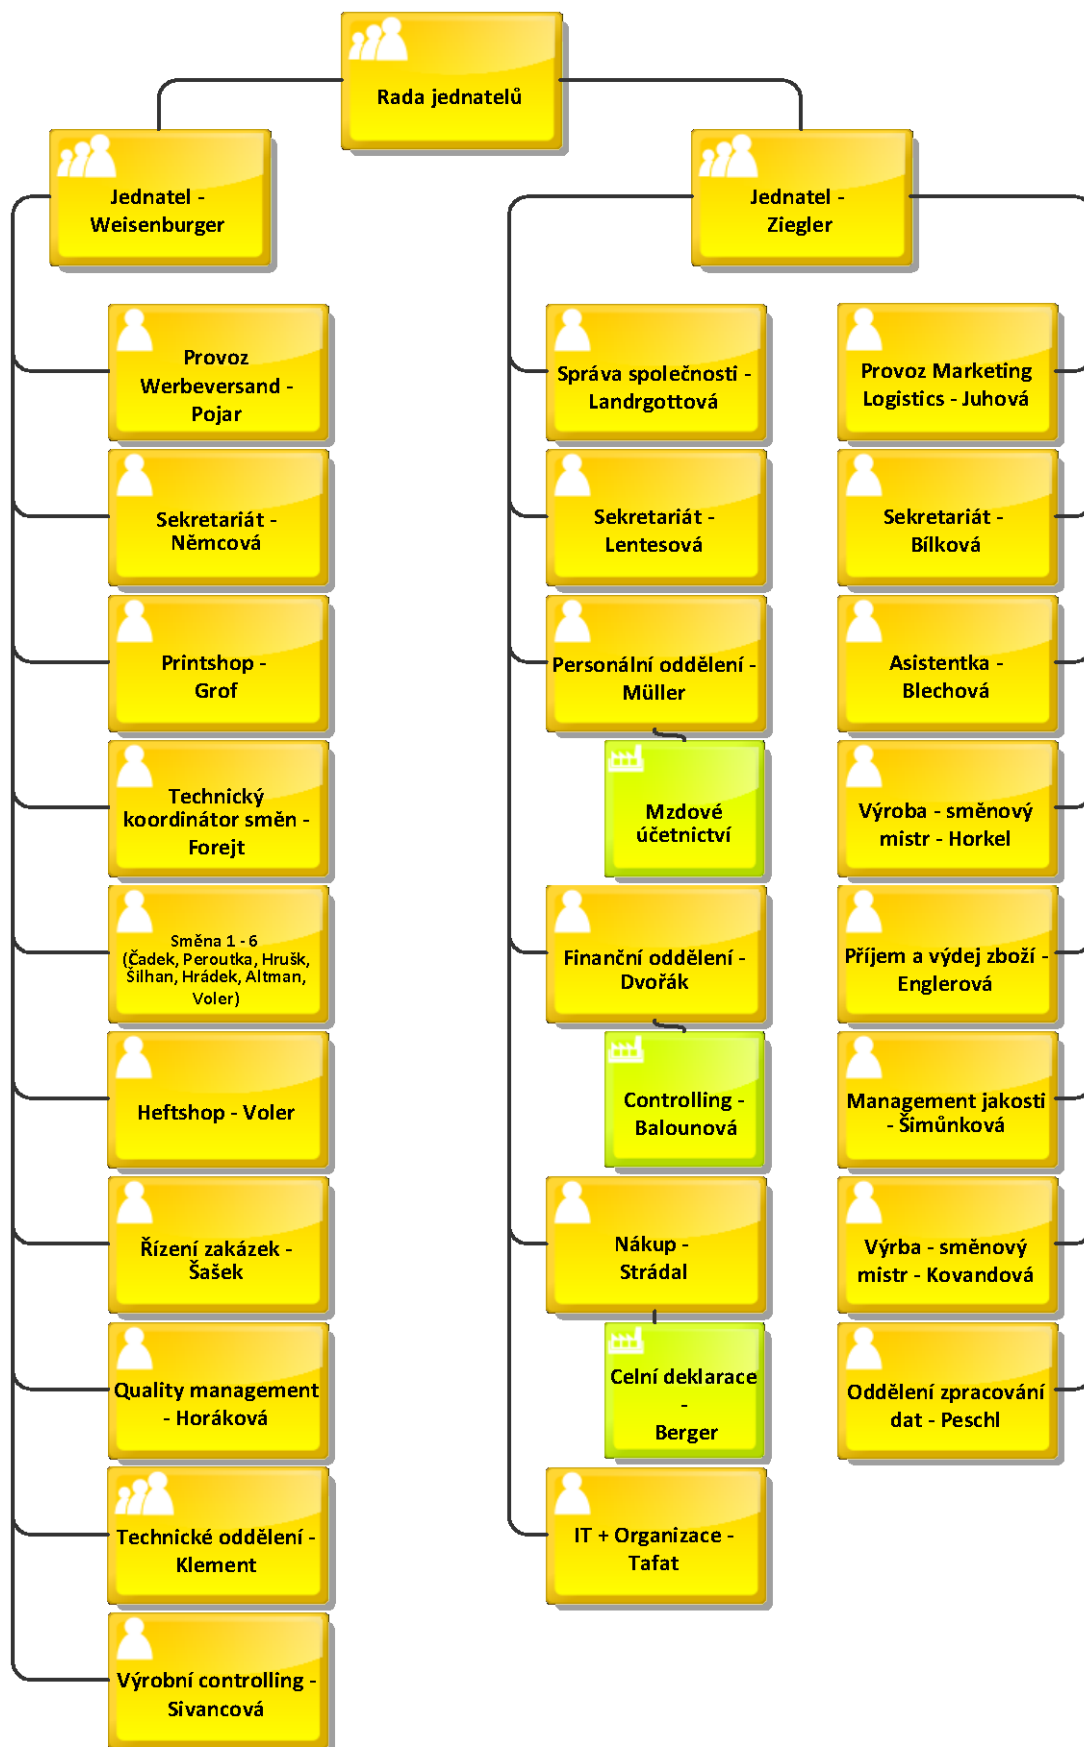 Rada jednatelů
Jednatel -
Weisenburger
Jednatel -
Ziegler
Provoz
Werbeversand -
Pojar
Sekretariát -
Němcová
Printshop -
Grof
Technický
koordinátor směn -
Forejt
Směna 1 - 6
(Čadek, Peroutka, Hrušk,
Šilhan, Hrádek, Altman,
Voler)
Heftshop - Voler
Řízení zakázek -
Šašek
Quality management
- Horáková
Technické oddělení -
Klement
Výrobní controlling -
Sivancová
Správa společnosti -
Landrgottová
Sekretariát -
Lentesová
Personální oddělení -
Müller
Mzdové
účetnictví
Finanční oddělení -
Dvořák
Controlling -
Balounová
Nákup -
Strádal
Celní deklarace
-
Berger
IT + Organizace -
Tafat
Provoz Marketing
Logistics - Juhová
Sekretariát -
Bílková
Asistentka -
Blechová
Výroba - směnový
mistr - Horkel
Příjem a výdej zboží -
Englerová
Management jakosti
- Šimůnková
Výrba - směnový
mistr - Kovandová
Oddělení zpracování
dat - Peschl